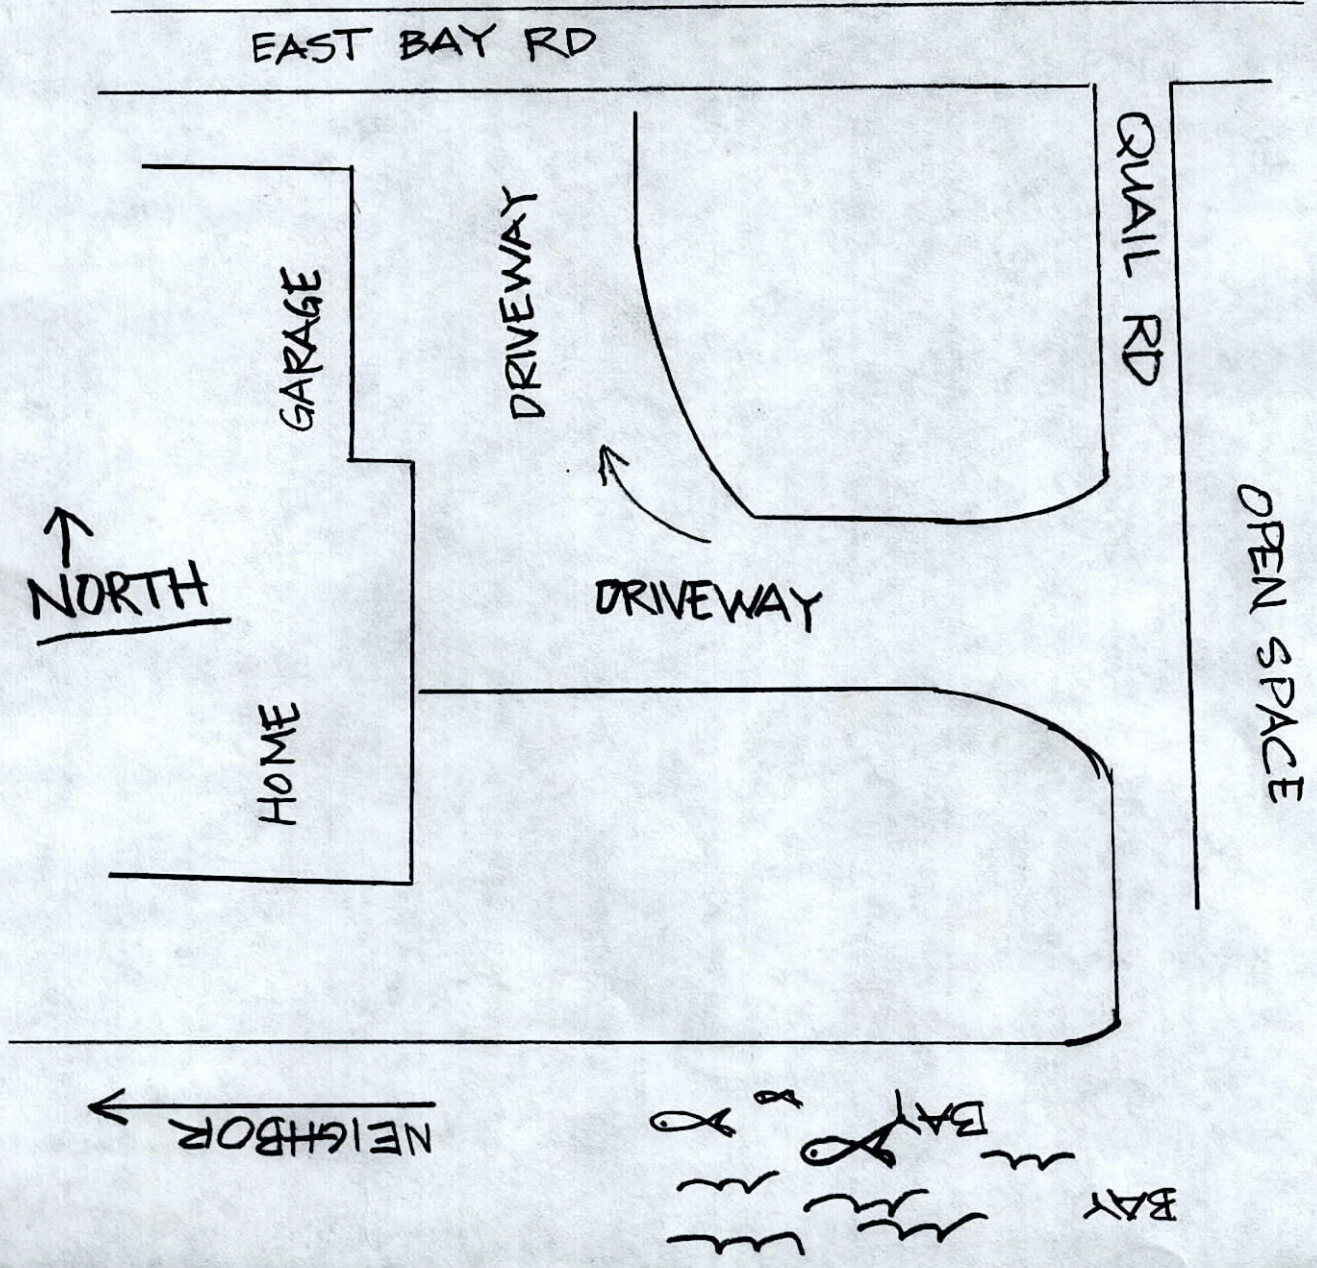 EAST BAY RD
QUAIL RD
DRIVEWAY
GARAGE
OPEN SPACE
NORTH
DRIVEWAY
HOME
NEIGHBOR
BAY
BAY